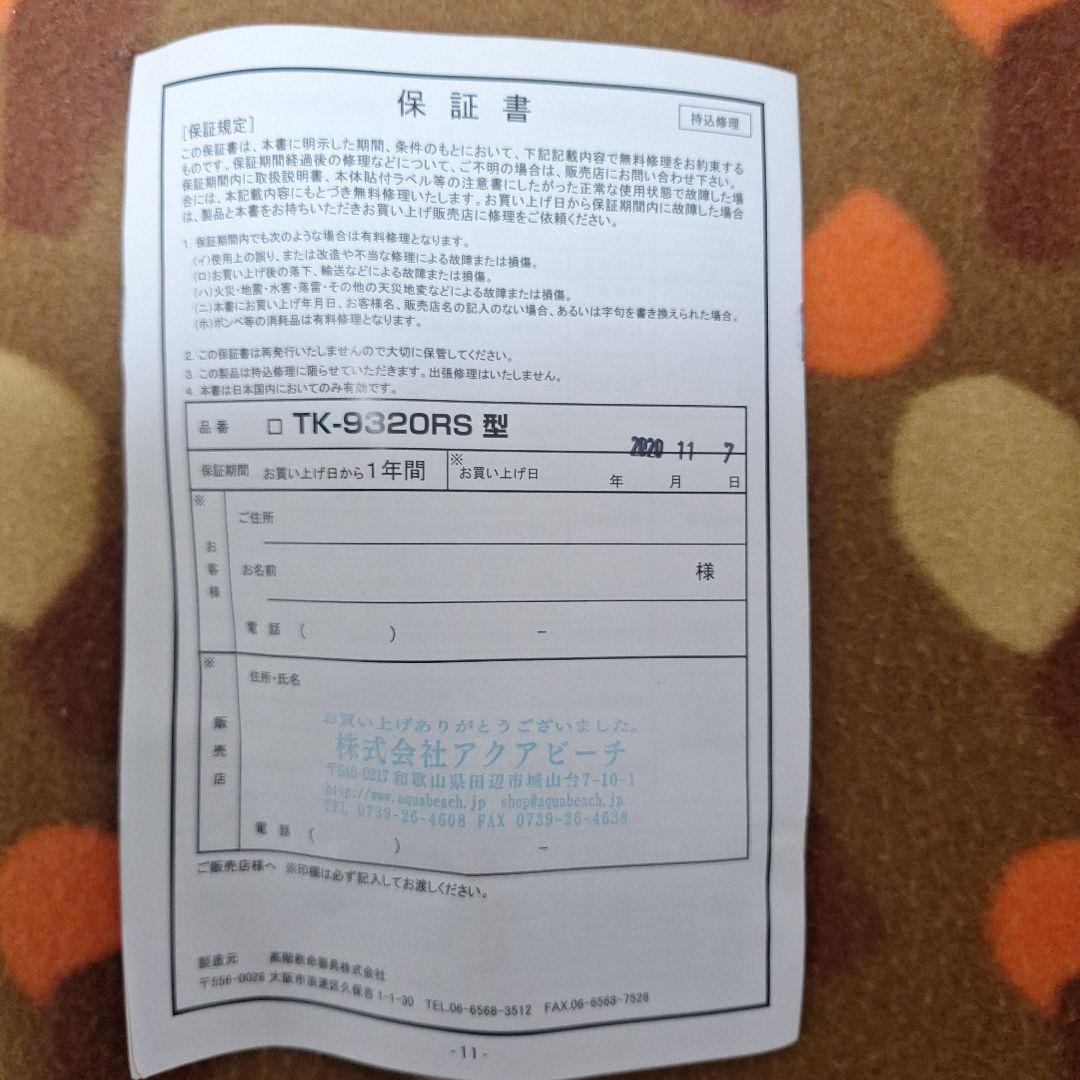 保証書
持込修理
[保証規定]
この保証書は、本書に明示した期間、条件のもとにおいて、下記記載内容で無料修理をお約束する
ものです。保証期間経過後の修理などについて、ご不明の場合は、販売店にお問い合わせ下さい。
保証期間内に取扱説明書、本体貼付ラベル等の注意書にしたがった正常な使用状態で故障した場
合には、本記載内容にもとづき無料修理いたします。お買い上げ日から保証期間内に故障した場合
は、製品と本書をお持ちいただきお買い上げ販売店に修理をご依頼ください。
1. 保証期間内でも次のような場合は有料修理となります。
(イ)使用上の誤り、または改造や不当な修理による故障または損傷。
(ロ)お買い上げ後の落下、輸送などによる故障または損傷。
(ハ)火災・地震・水害・落雷・その他の天災地変などによる故障または損傷。
(ニ)本書にお買い上げ年月日、お客様名、販売店名の記入のない場合、あるいは字句を書き換えられた場合。
(ホ)ボンベ等の消耗品は有料修理となります。
2. この保証書は再発行いたしませんので大切に保管してください。
3. この製品は持込修理に限らせていただきます。出張修理はいたしません。
4. 本書は日本国内においてのみ有効です。
品番 □ TK-9320RS 型
2020 11 7
保証期間 お買い上げ日から1年間 ※お買い上げ日 年 月 日
※お客様
ご住所
お名前 様
電話 ( ) -
※販売店
住所・氏名
お買い上げありがとうございました。
株式会社アクアビーチ
〒646-0217 和歌山県田辺市城山台7-10-1
http://www.aquabeach.jp shop@aquabeach.jp
TEL 0739-26-4608 FAX 0739-26-4638
電話 ( ) -
ご販売店様へ ※印欄は必ず記入してお渡しください。
製造元 高階救命器具株式会社
〒556-0028 大阪市浪速区久保吉1-1-30 TEL.06-6568-3512 FAX.06-6568-7528
- 11 -